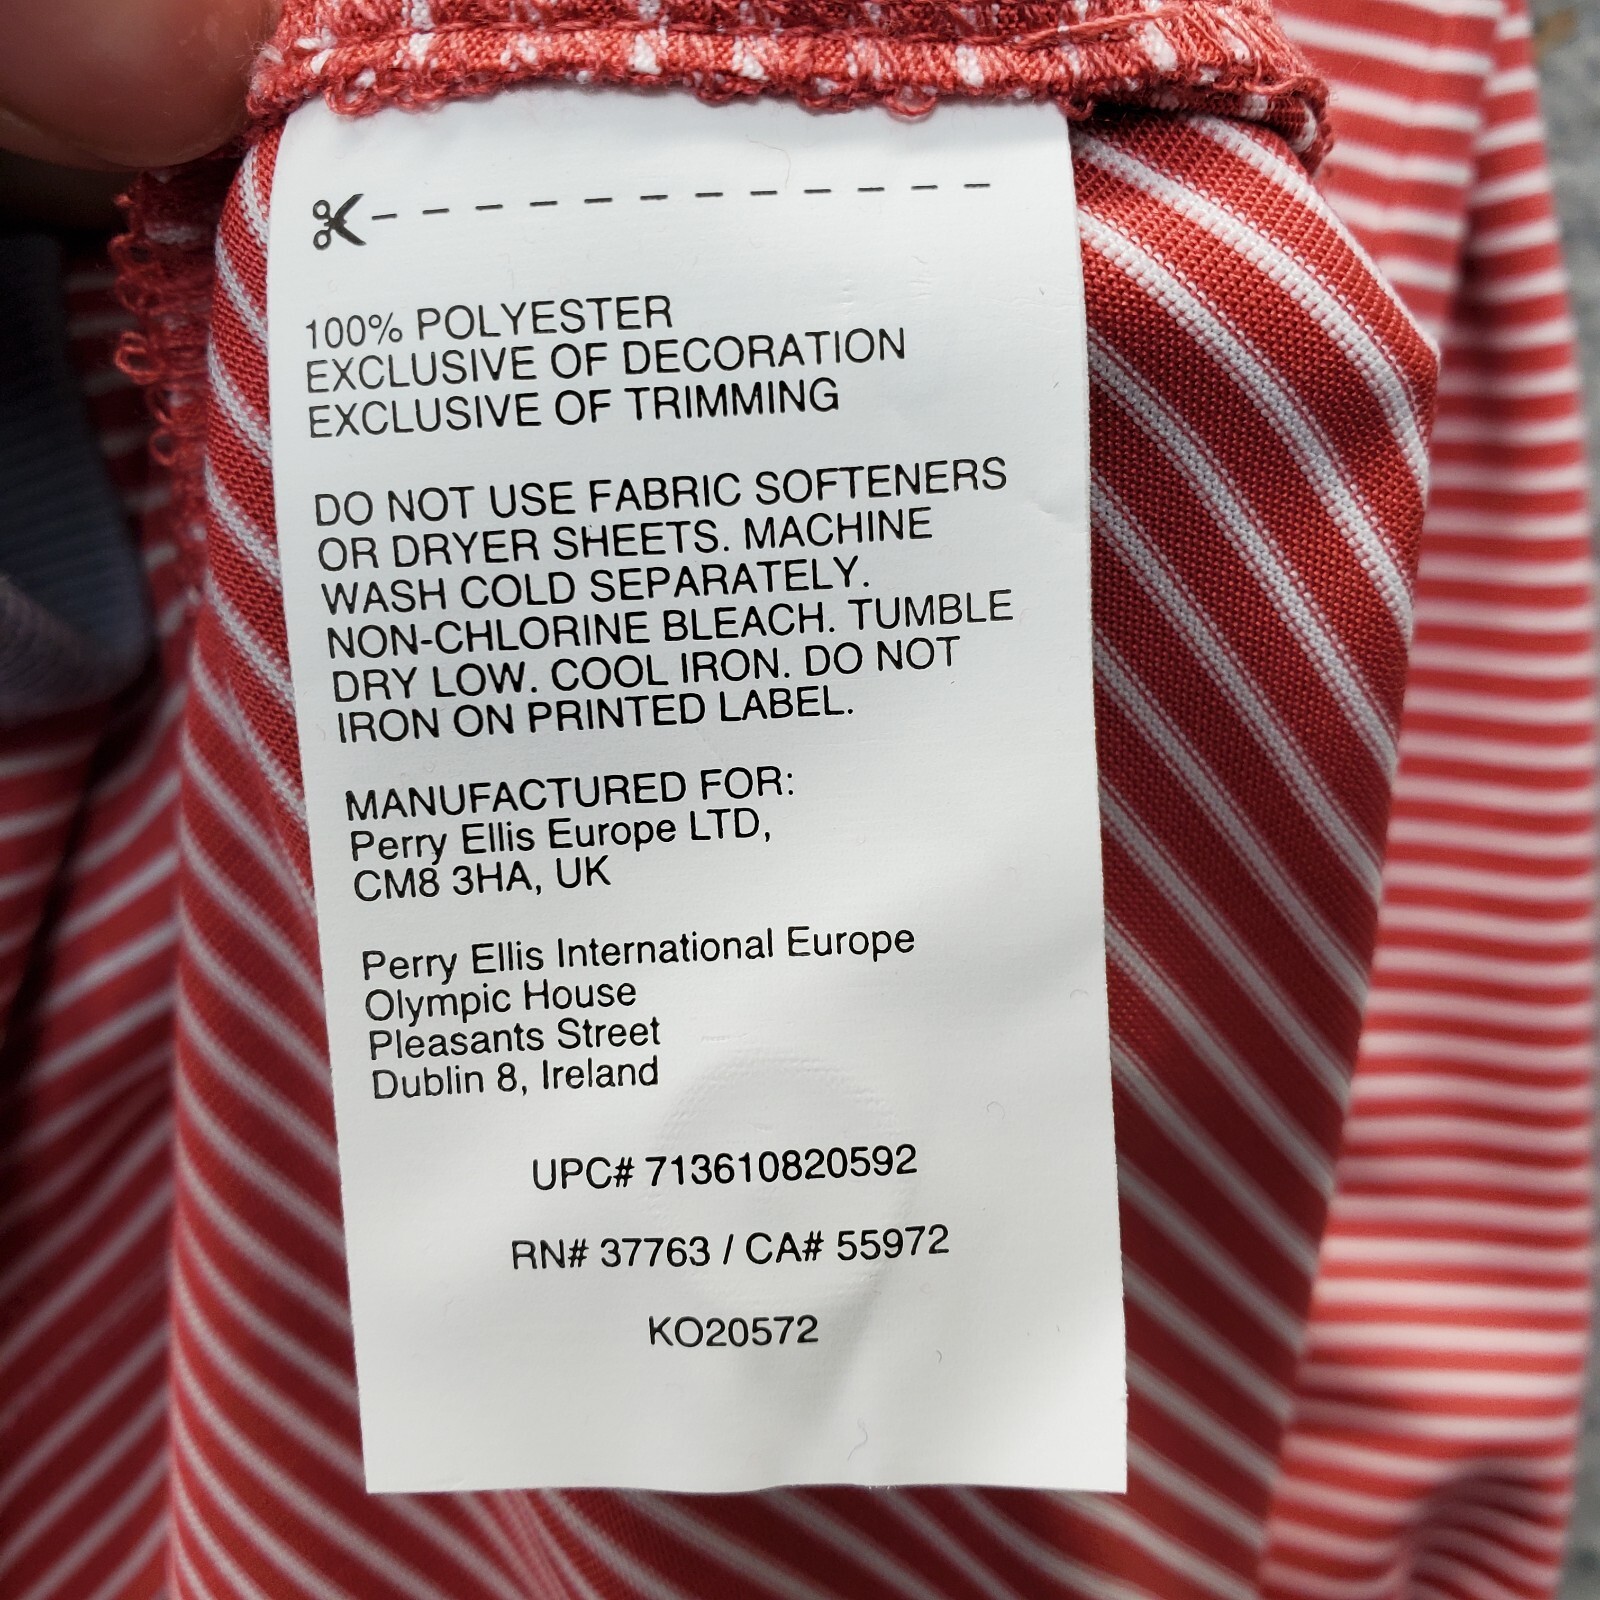 100% POLYESTER
EXCLUSIVE OF DECORATION
EXCLUSIVE OF TRIMMING
DO NOT USE FABRIC SOFTENERS
OR DRYER SHEETS. MACHINE
WASH COLD SEPARATELY.
NON-CHLORINE BLEACH. TUMBLE
DRY LOW. COOL IRON. DO NOT
IRON ON PRINTED LABEL.
MANUFACTURED FOR:
Perry Ellis Europe LTD,
CM8 3HA, UK
Perry Ellis International Europe
Olympic House
Pleasants Street
Dublin 8, Ireland
UPC# 713610820592
RN# 37763 / CA# 55972
KO20572